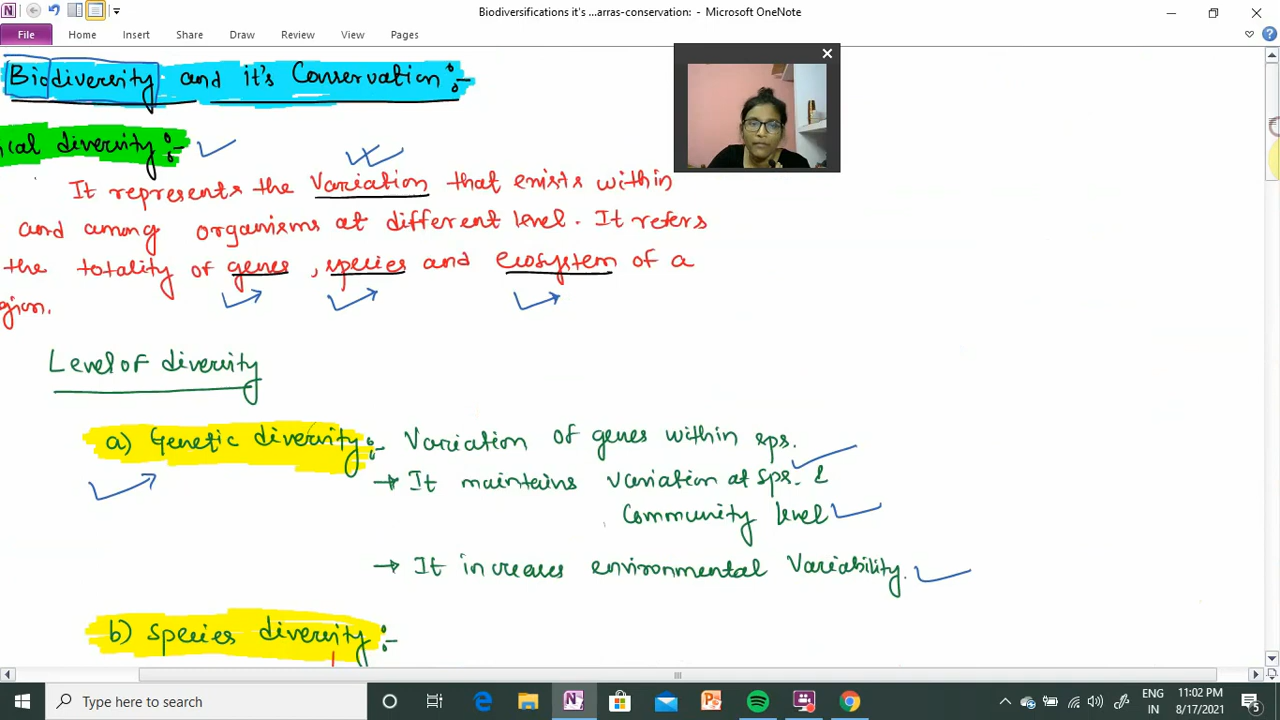 Biodiversifications it's ...arras-conservation: - Microsoft OneNote
File Home Insert Share Draw Review View Pages
Biodiversity and it's Conservation:-
ical diversity:-
It represents the Variation that exists within
and among organisms at different level. It refers
the totality of genes, species and ecosystem of a
gion.
Level of diversity
a) Genetic diversity:- Variation of genes within sps.
→ It maintains variation at sps. &
Community level
→ It increases environmental Variability.
b) Species diversity:-
Type here to search
ENG
IN
11:02 PM
8/17/2021
5